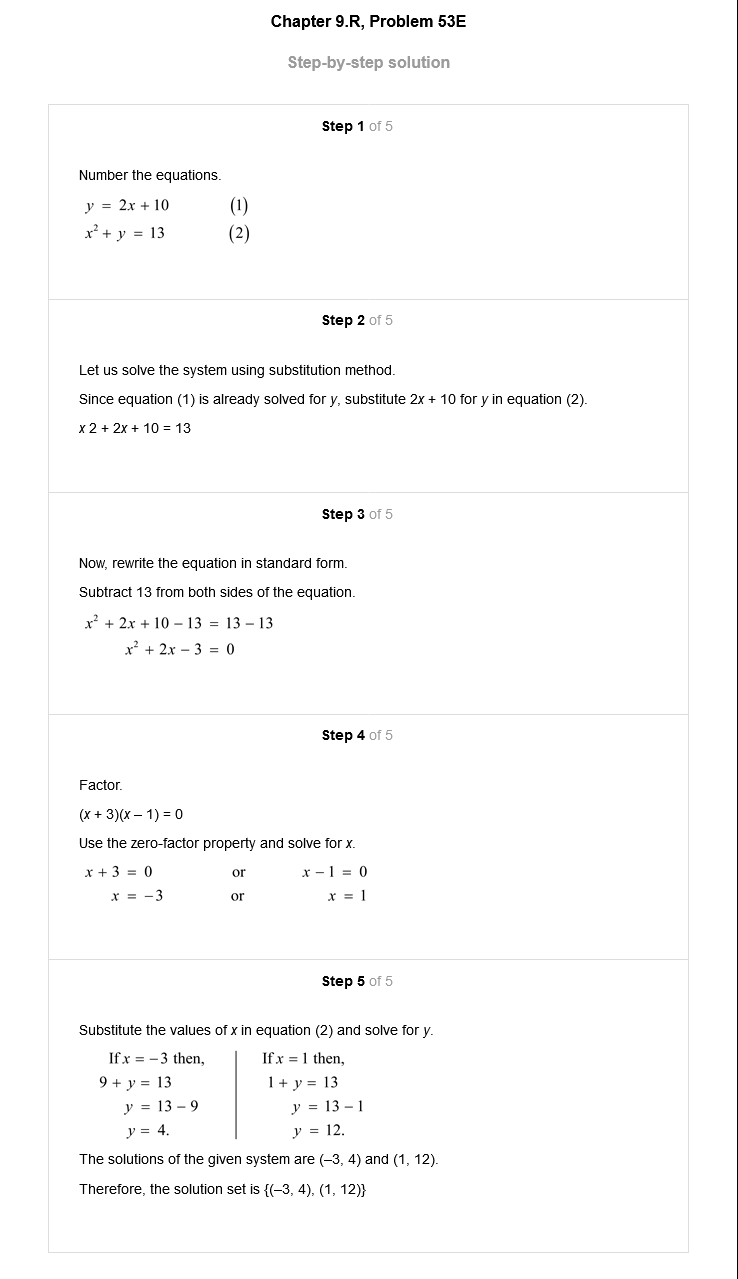 Chapter 9.R, Problem 53E
Step-by-step solution
Step 1 of 5
Number the equations.
y = 2x + 10 (1)
x² + y = 13 (2)
Step 2 of 5
Let us solve the system using substitution method.
Since equation (1) is already solved for y, substitute 2x + 10 for y in equation (2).
x 2 + 2x + 10 = 13
Step 3 of 5
Now, rewrite the equation in standard form.
Subtract 13 from both sides of the equation.
x² + 2x + 10 – 13 = 13 – 13
x² + 2x – 3 = 0
Step 4 of 5
Factor.
(x + 3)(x – 1) = 0
Use the zero-factor property and solve for x.
x + 3 = 0 or x – 1 = 0
x = –3 or x = 1
Step 5 of 5
Substitute the values of x in equation (2) and solve for y.
If x = –3 then, If x = 1 then,
9 + y = 13 1 + y = 13
y = 13 – 9 y = 13 – 1
y = 4. y = 12.
The solutions of the given system are (–3, 4) and (1, 12).
Therefore, the solution set is {(–3, 4), (1, 12)}